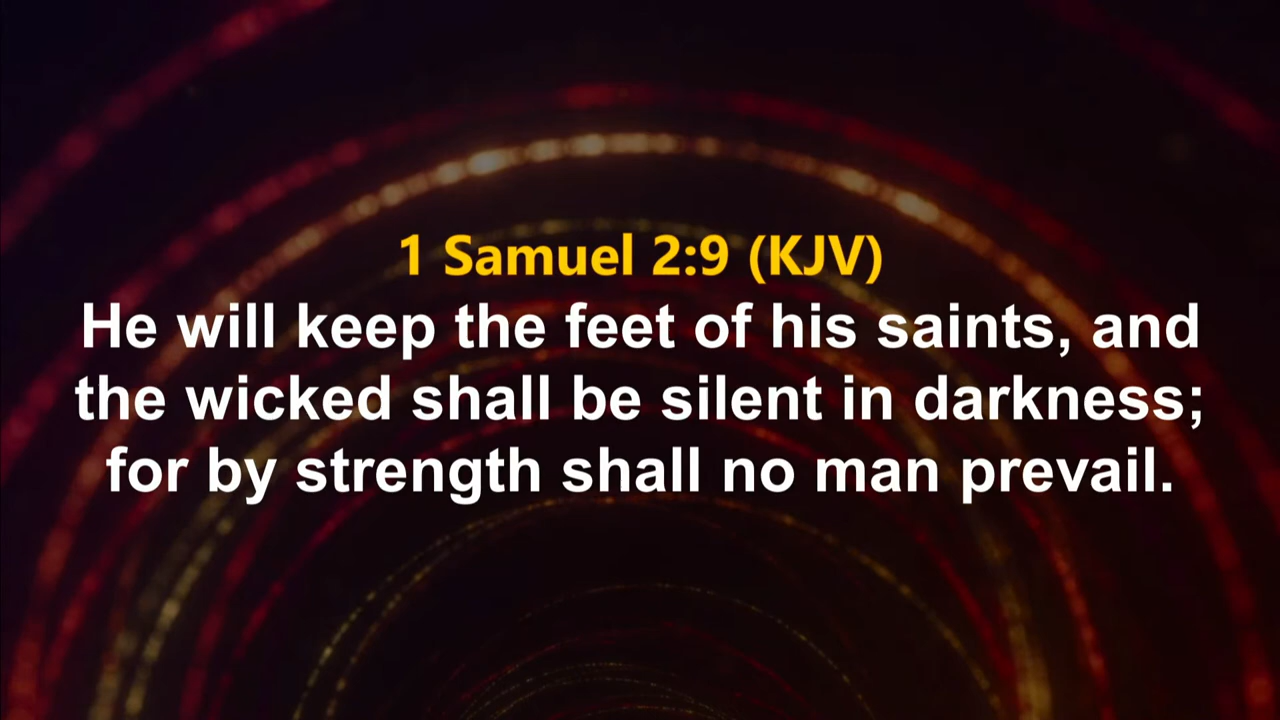 1 Samuel 2:9 (KJV)
He will keep the feet of his saints, and
the wicked shall be silent in darkness;
for by strength shall no man prevail.